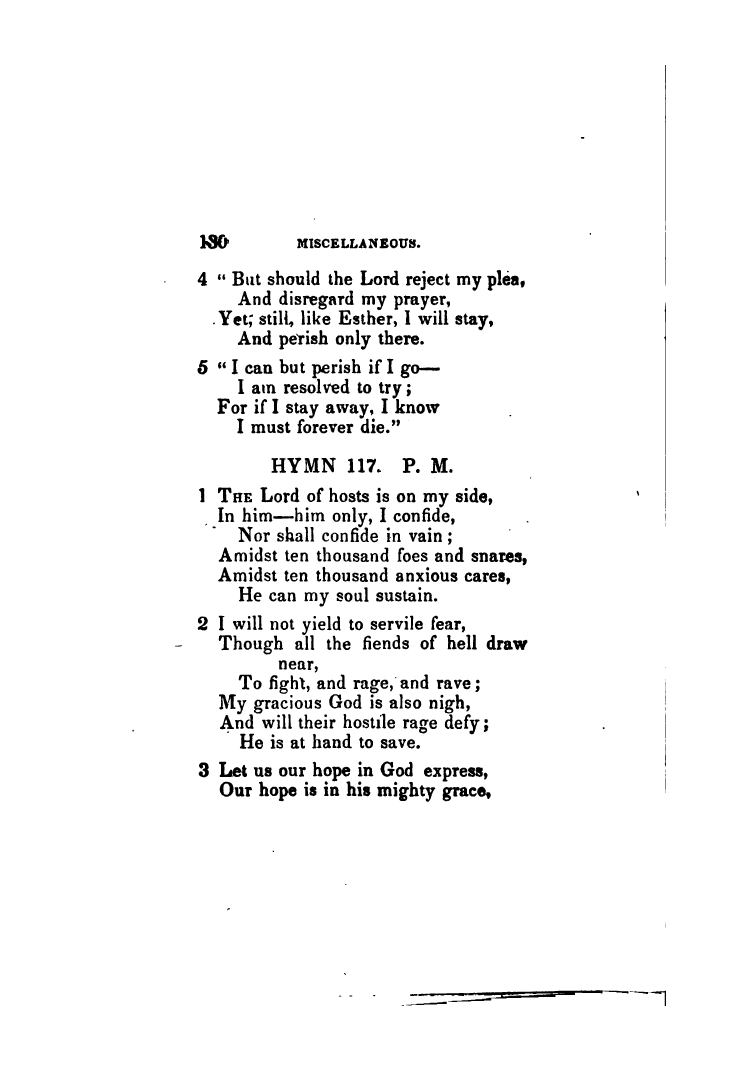 130 MISCELLANEOUS.
4 “ But should the Lord reject my plea,
And disregard my prayer,
Yet, still, like Esther, I will stay,
And perish only there.
5 “ I can but perish if I go—
I am resolved to try ;
For if I stay away, I know
I must forever die.”
HYMN 117. P. M.
1 THE Lord of hosts is on my side,
In him—him only, I confide,
Nor shall confide in vain ;
Amidst ten thousand foes and snares,
Amidst ten thousand anxious cares,
He can my soul sustain.
2 I will not yield to servile fear,
Though all the fiends of hell draw
near,
To fight, and rage, and rave ;
My gracious God is also nigh,
And will their hostile rage defy ;
He is at hand to save.
3 Let us our hope in God express,
Our hope is in his mighty grace,